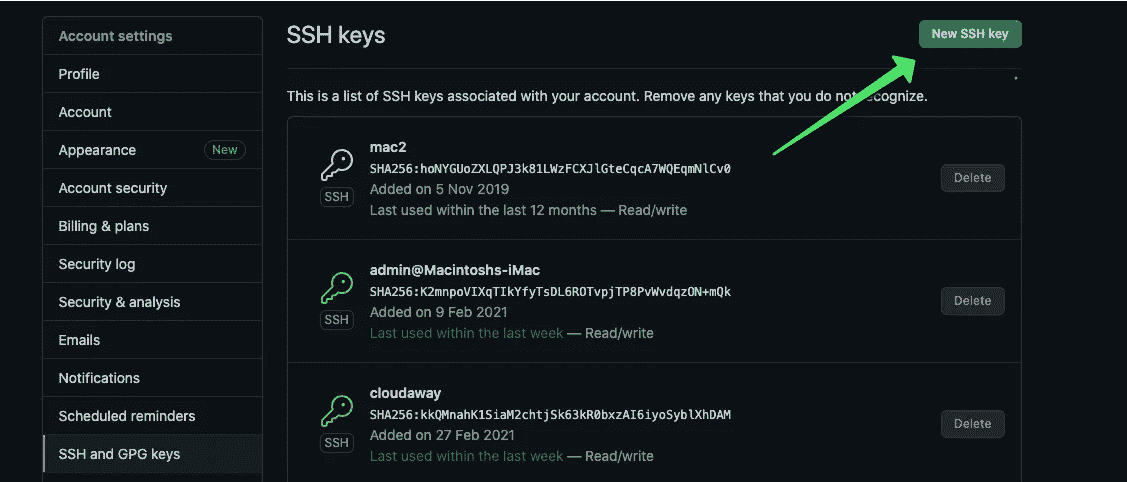 Account settings
Profile
Account
Appearance New
Account security
Billing & plans
Security log
Security & analysis
Emails
Notifications
Scheduled reminders
SSH and GPG keys
SSH keys
New SSH key
This is a list of SSH keys associated with your account. Remove any keys that you do not recognize.
mac2
SHA256:hoNYGUoZXLQPJ3k81LWzFCXJlGteCqcA7WQEqmNlCv0
Added on 5 Nov 2019
Last used within the last 12 months — Read/write
SSH
Delete
admin@Macintoshs-iMac
SHA256:K2mnpoVIXqTIkYfyTsDL6ROTvpjTP8PvWvdqzON+mQk
Added on 9 Feb 2021
Last used within the last week — Read/write
SSH
Delete
cloudaway
SHA256:kkQMnahK1SiaM2chtjSk63kR0bxzAI6iyoSyblXhDAM
Added on 27 Feb 2021
Last used within the last week — Read/write
SSH
Delete